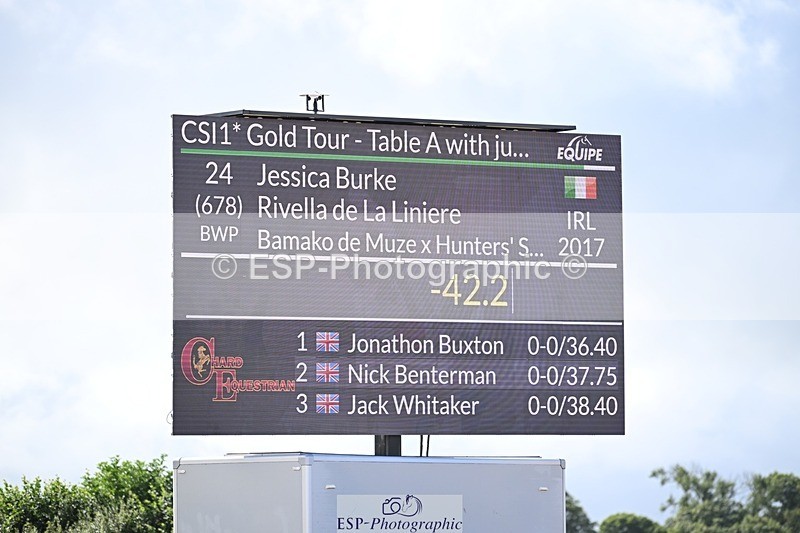 CSI1* Gold Tour - Table A with ju...
EQUIPE
24 Jessica Burke
(678) Rivella de La Liniere IRL
BWP Bamako de Muze x Hunters' S... 2017
© ESP-Photographic ©
-42.2
1 Jonathon Buxton 0-0/36.40
2 Nick Benterman 0-0/37.75
3 Jack Whitaker 0-0/38.40
CHARD
EQUESTRIAN
ESP-Photographic